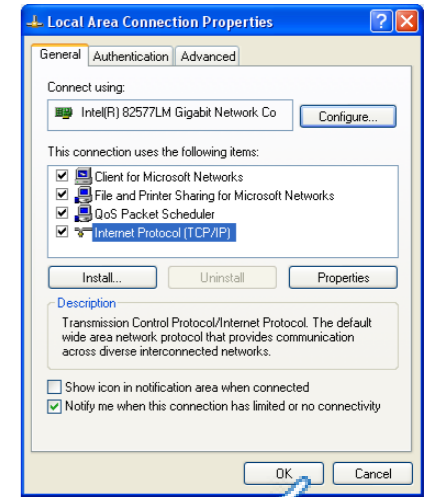 Local Area Connection Properties
General Authentication Advanced
Connect using:
Intel(R) 82577LM Gigabit Network Co Configure...
This connection uses the following items:
Client for Microsoft Networks
File and Printer Sharing for Microsoft Networks
QoS Packet Scheduler
Internet Protocol (TCP/IP)
Install... Uninstall Properties
Description
Transmission Control Protocol/Internet Protocol. The default
wide area network protocol that provides communication
across diverse interconnected networks.
Show icon in notification area when connected
Notify me when this connection has limited or no connectivity
OK Cancel